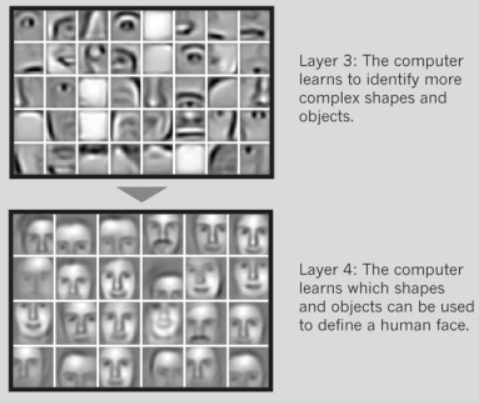 Layer 3: The computer
learns to identify more
complex shapes and
objects.
Layer 4: The computer
learns which shapes
and objects can be used
to define a human face.